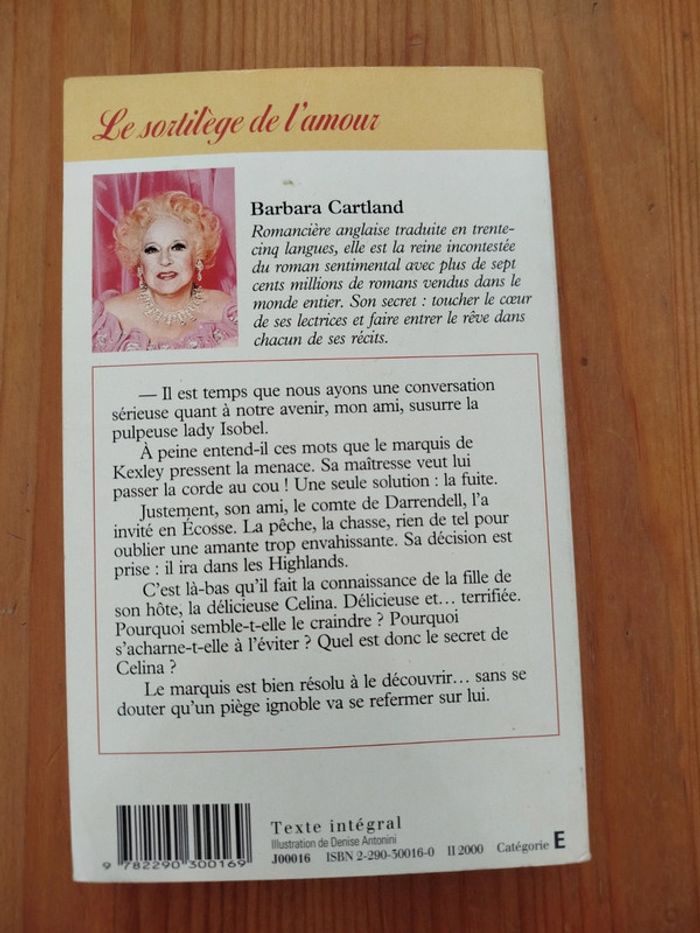 Le sortilège de l'amour
Barbara Cartland
Romancière anglaise traduite en trente-
cinq langues, elle est la reine incontestée
du roman sentimental avec plus de sept
cents millions de romans vendus dans le
monde entier. Son secret : toucher le cœur
de ses lectrices et faire entrer le rêve dans
chacun de ses récits.
— Il est temps que nous ayons une conversation
sérieuse quant à notre avenir, mon ami, susurre la
pulpeuse lady Isobel.
À peine entend-il ces mots que le marquis de
Kexley pressent la menace. Sa maîtresse veut lui
passer la corde au cou ! Une seule solution : la fuite.
Justement, son ami, le comte de Darrendell, l'a
invité en Écosse. La pêche, la chasse, rien de tel pour
oublier une amante trop envahissante. Sa décision est
prise : il ira dans les Highlands.
C'est là-bas qu'il fait la connaissance de la fille de
son hôte, la délicieuse Celina. Délicieuse et... terrifiée.
Pourquoi semble-t-elle le craindre ? Pourquoi
s'acharne-t-elle à l'éviter ? Quel est donc le secret de
Celina ?
Le marquis est bien résolu à le découvrir... sans se
douter qu'un piège ignoble va se refermer sur lui.
Texte intégral
Illustration de Denise Antonini
J00016 ISBN 2-290-30016-0 II 2000 Catégorie E
9 782290 300169